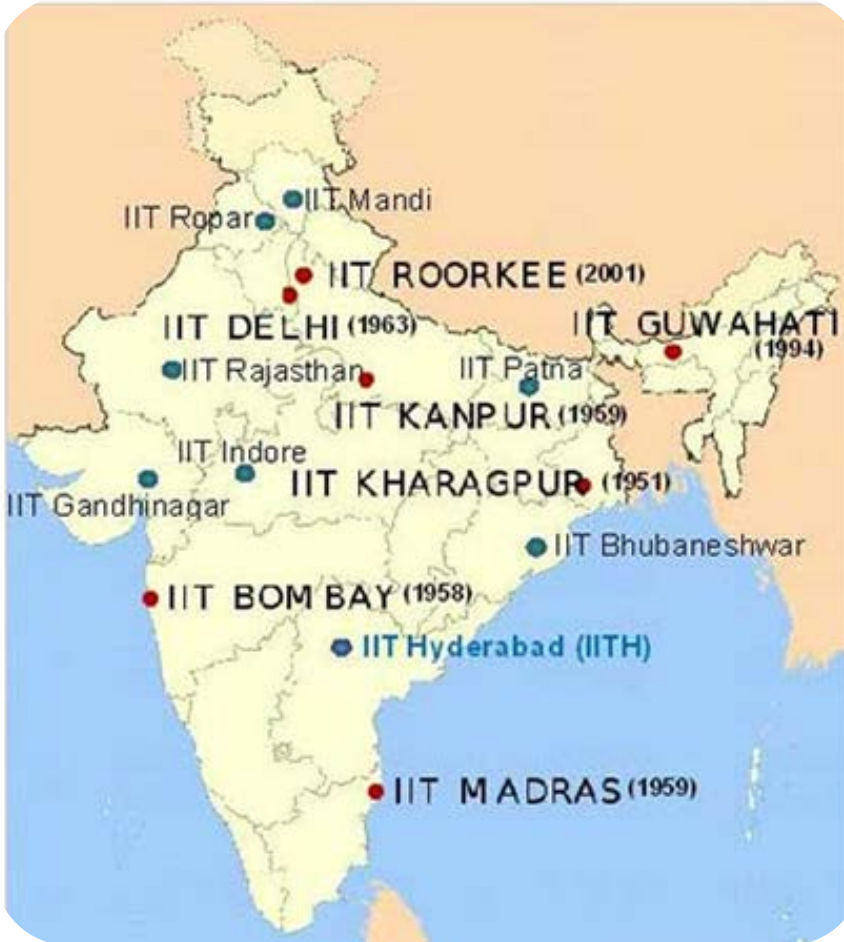 IIT Mandi
IIT Ropar
IIT ROORKEE (2001)
IIT DELHI (1963)
IIT GUWAHATI
(1994)
IIT Rajasthan
IIT Patna
IIT KANPUR (1959)
IIT Indore
IIT KHARAGPUR (1951)
IIT Gandhinagar
IIT Bhubaneshwar
IIT BOMBAY (1958)
IIT Hyderabad (IITH)
IIT MADRAS (1959)